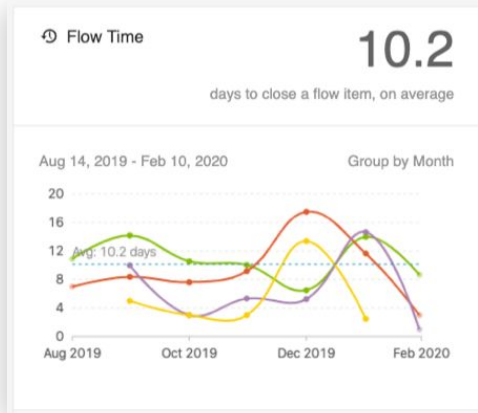 Flow Time
10.2
days to close a flow item, on average
Aug 14, 2019 - Feb 10, 2020
Group by Month
20
16
12
Avg: 10.2 days
8
4
0
Aug 2019
Oct 2019
Dec 2019
Feb 2020